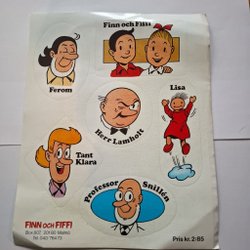 Finn och Fiffi
Ferom
Lisa
Herr Lamholt
Tant
Klara
Professor Snillén
FINN OCH FIFFI
Pris kr. 2:85